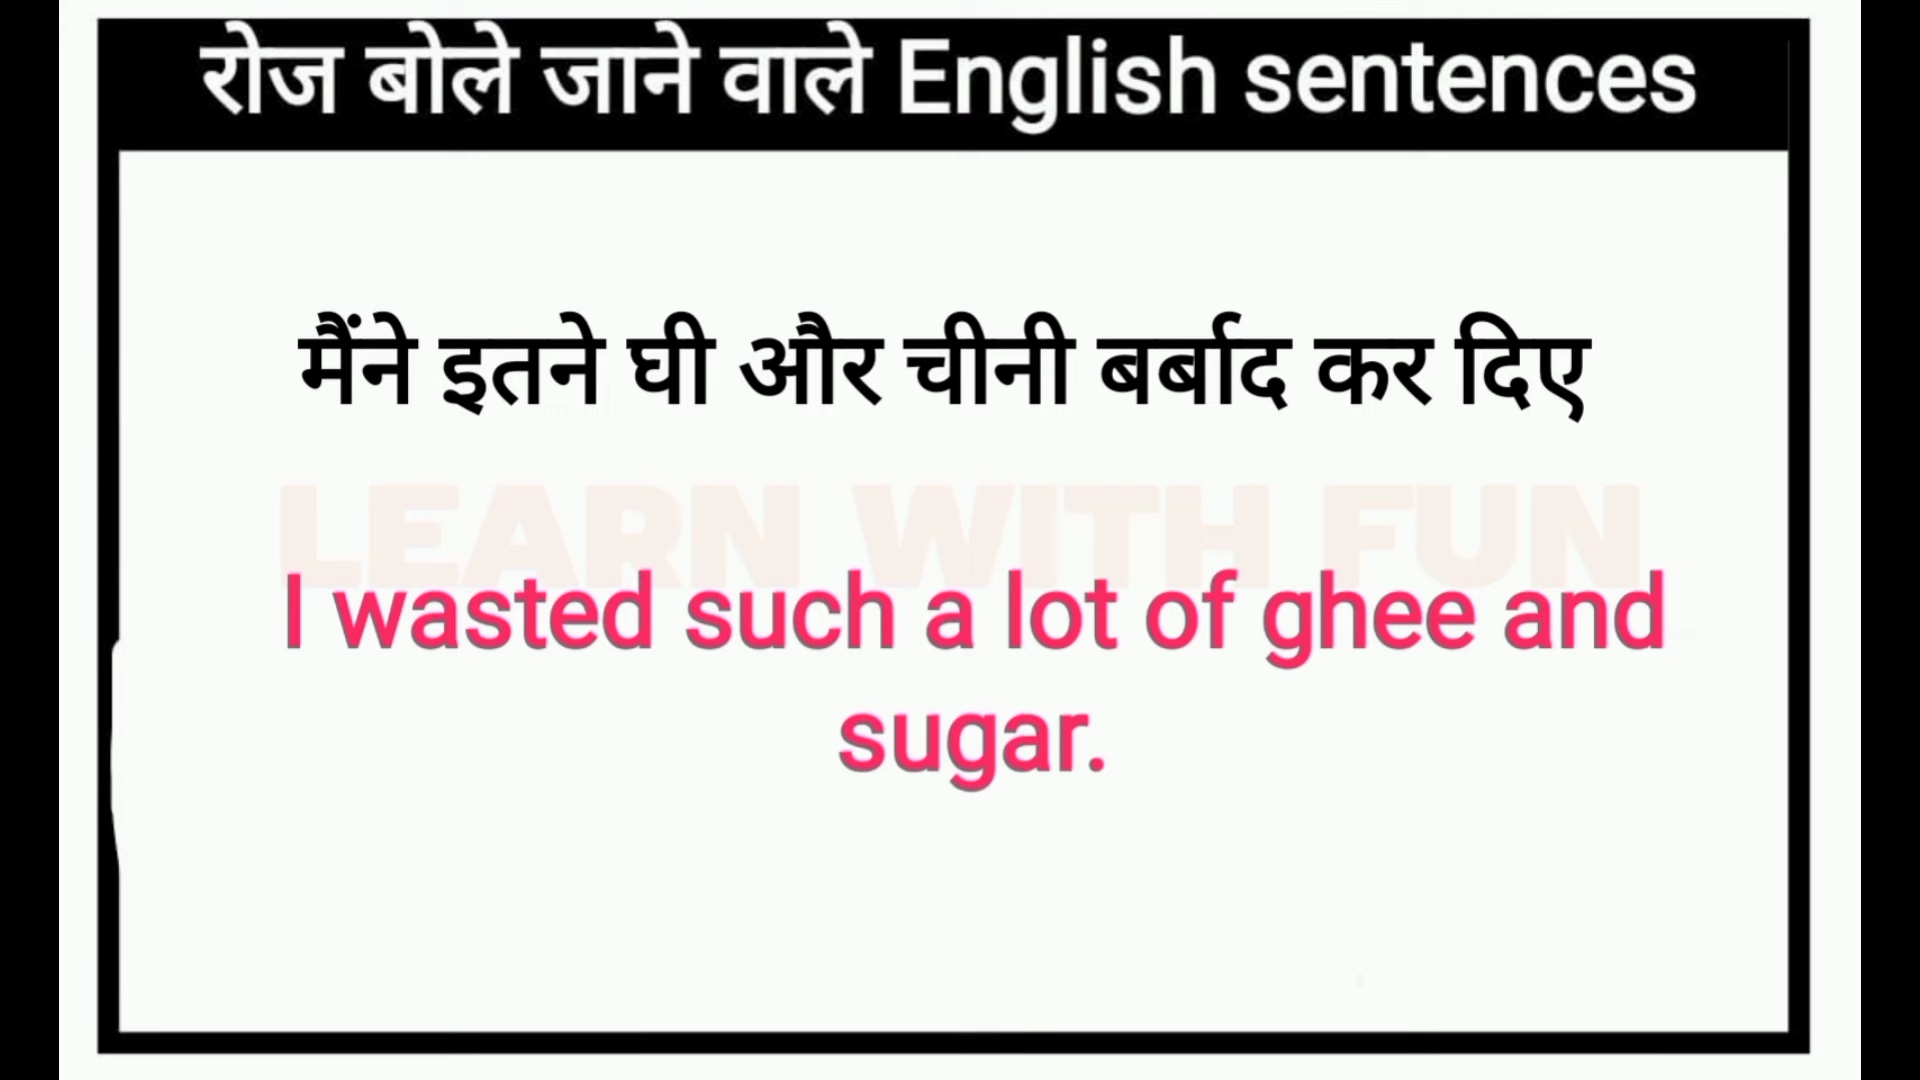 रोज बोले जाने वाले English sentences
मैंने इतने घी और चीनी बर्बाद कर दिए
LEARN WITH FUN
I wasted such a lot of ghee and
sugar.